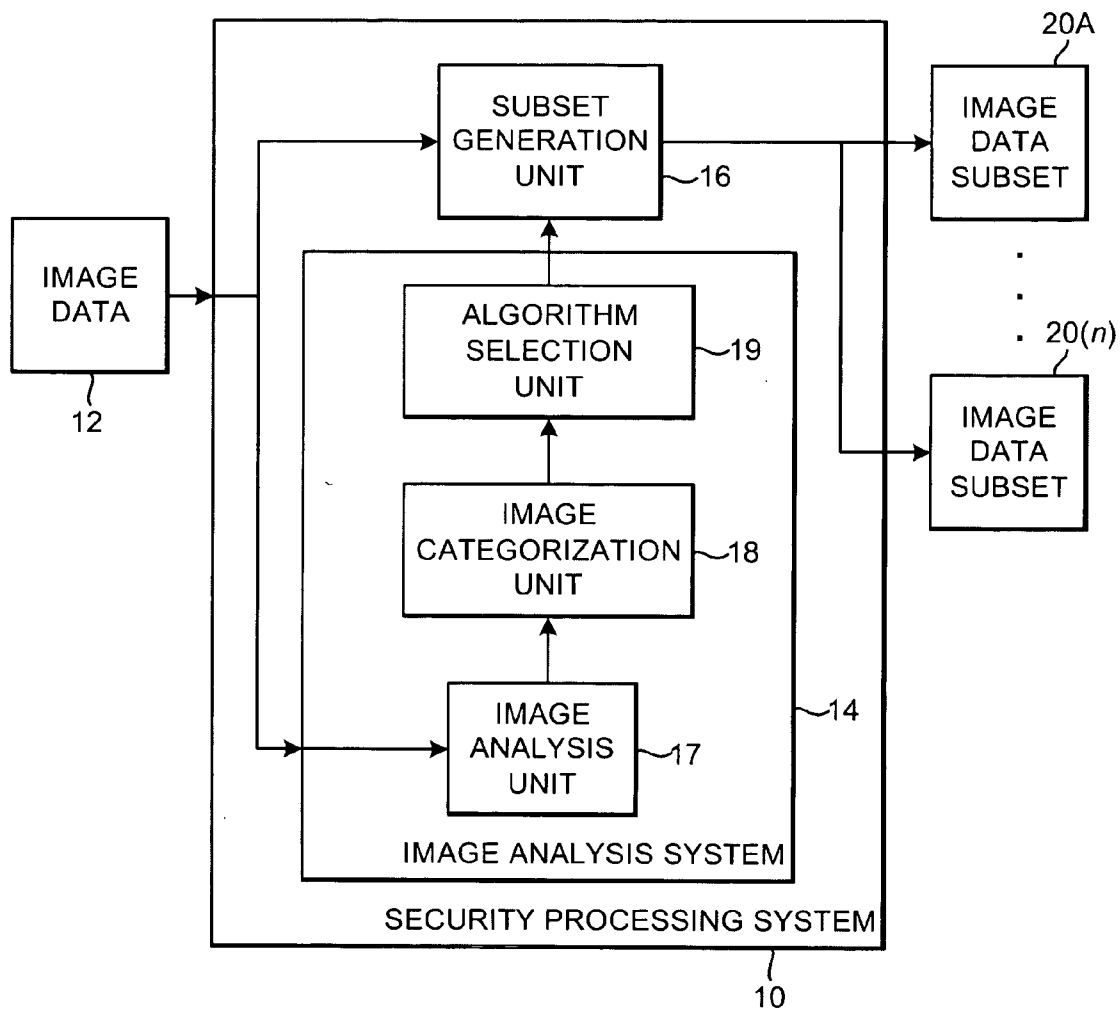 20A
SUBSET
GENERATION
UNIT
16
IMAGE
DATA
SUBSET
IMAGE
DATA
12
ALGORITHM
SELECTION
UNIT
19
20(n)
IMAGE
DATA
SUBSET
IMAGE
CATEGORIZATION
UNIT
18
IMAGE
ANALYSIS
UNIT
17
14
IMAGE ANALYSIS SYSTEM
SECURITY PROCESSING SYSTEM
10